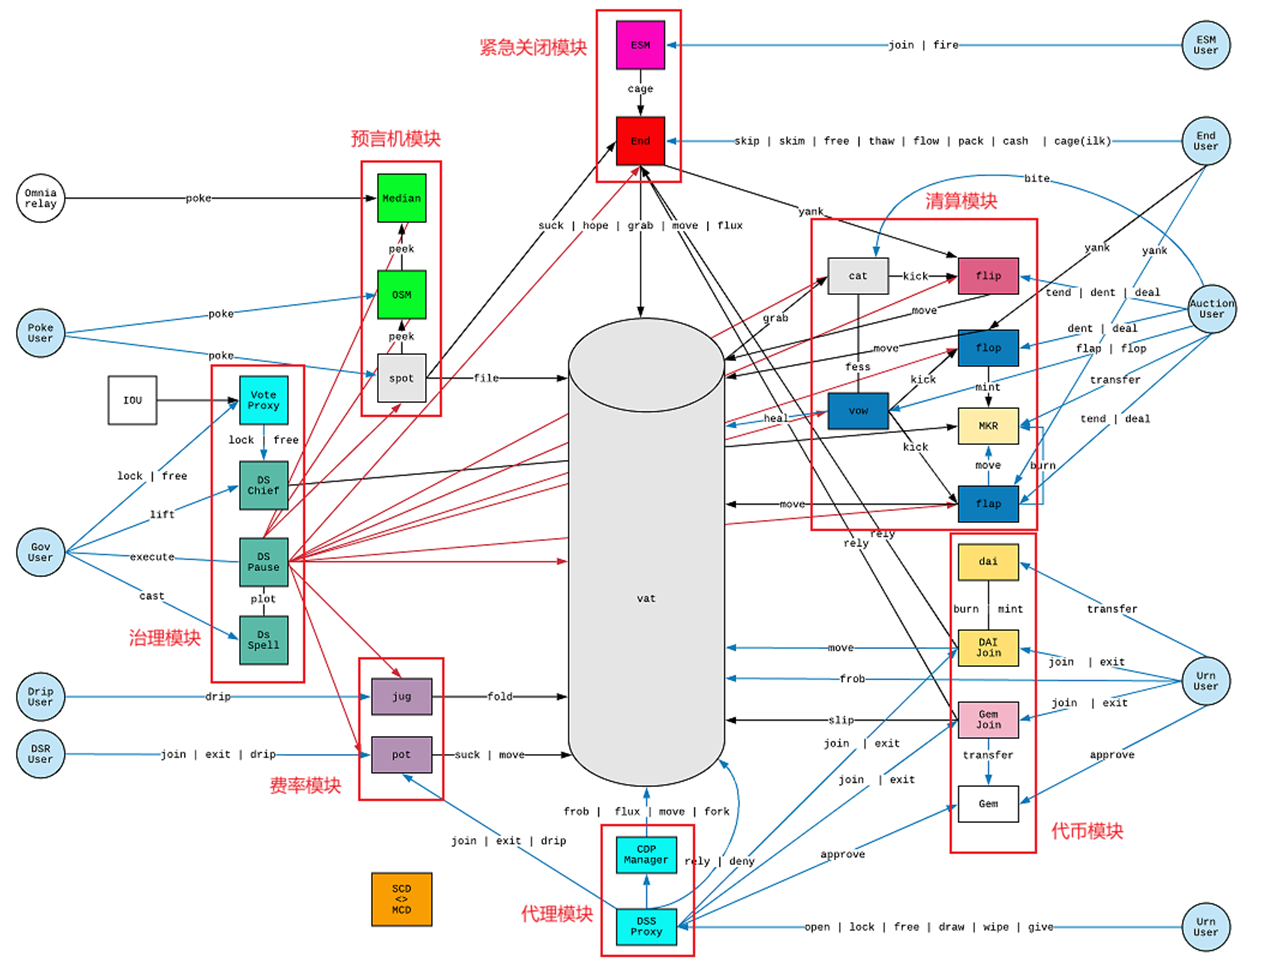 紧急关闭模块
ESM
join | fire
ESM
User
cage
End
skip | skim | free | thaw | flow | pack | cash | cage(ilk)
End
User
预言机模块
Omnia
relay
poke
Median
bite
清算模块
yank
suck | hope | grab | move | flux
peek
yank
yank
cat
kick
flip
OSM
tend | dent | deal
Auction
User
poke
Poke
User
grab
move
peek
dent | deal
poke
move
flop
flap | flop
spot
file
fess
kick
transfer
mint
IOU
Vote
Proxy
vow
heal
MKR
tend | deal
lock | free
kick
lock | free
move
burn
DS
Chief
lift
move
flap
rely
rely
Gov
User
execute
DS
Pause
dai
cast
plot
vat
burn | mint
transfer
治理模块
Ds
Spell
move
DAI
Join
join | exit
frob
Urn
User
Drip
User
drip
jug
fold
join | exit
slip
Gem
Join
DSR
User
join | exit | drip
pot
suck | move
join | exit
transfer
approve
费率模块
join | exit
Gem
frob | flux | move | fork
代币模块
join | exit | drip
CDP
Manager
rely | deny
approve
SCD
<>
MCD
代理模块
DSS
Proxy
open | lock | free | draw | wipe | give
Urn
User